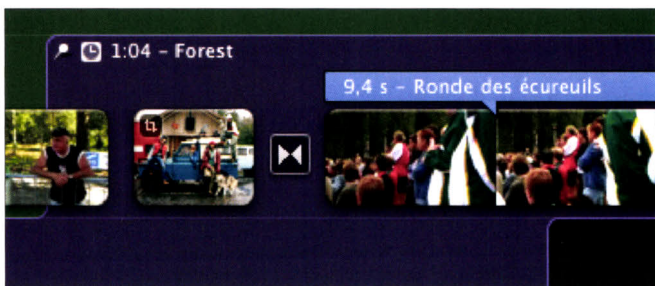 1:04 – Forest
9,4 s – Ronde des écureuils